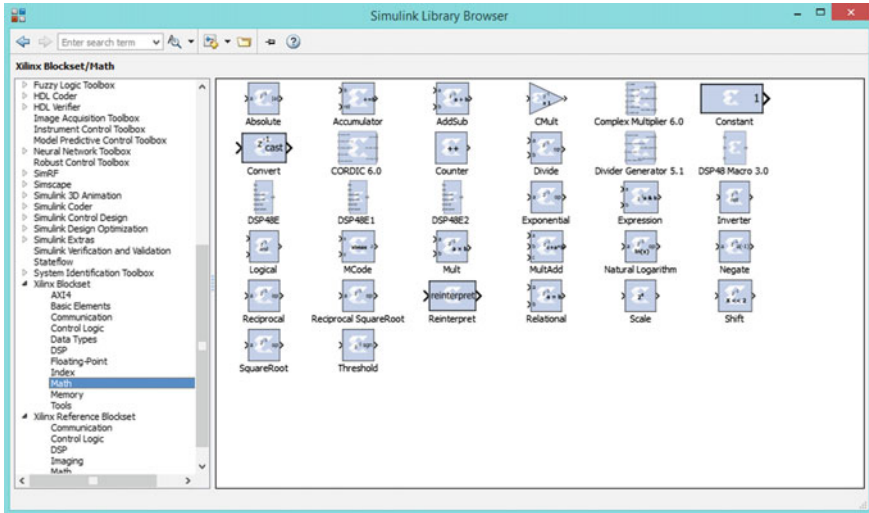 Simulink Library Browser
Enter search term
Xilinx Blockset/Math
Fuzzy Logic Toolbox
HDL Coder
HDL Verifier
Image Acquisition Toolbox
Instrument Control Toolbox
Model Predictive Control Toolbox
Neural Network Toolbox
Robust Control Toolbox
SimRF
Simscape
Simulink 3D Animation
Simulink Coder
Simulink Control Design
Simulink Design Optimization
Simulink Extras
Simulink Verification and Validation
Stateflow
System Identification Toolbox
Xilinx Blockset
AXI4
Basic Elements
Communication
Control Logic
Data Types
DSP
Floating-Point
Index
Math
Memory
Tools
Xilinx Reference Blockset
Communication
Control Logic
DSP
Imaging
Math
1
Absolute Accumulator AddSub CMult Complex Multiplier 6.0 Constant
cast ++
Convert CORDIC 6.0 Counter Divide Divider Generator 5.1 DSP48 Macro 3.0
DSP48E DSP48E1 DSP48E2 Exponential Expression Inverter
Logical MCode Mult MultAdd Natural Logarithm Negate
reinterpret
Reciprocal Reciprocal SquareRoot Reinterpret Relational Scale Shift
SquareRoot Threshold